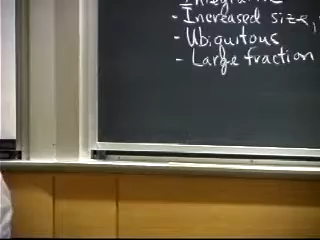 - Increased size,
- Ubiquitous
- Large fraction